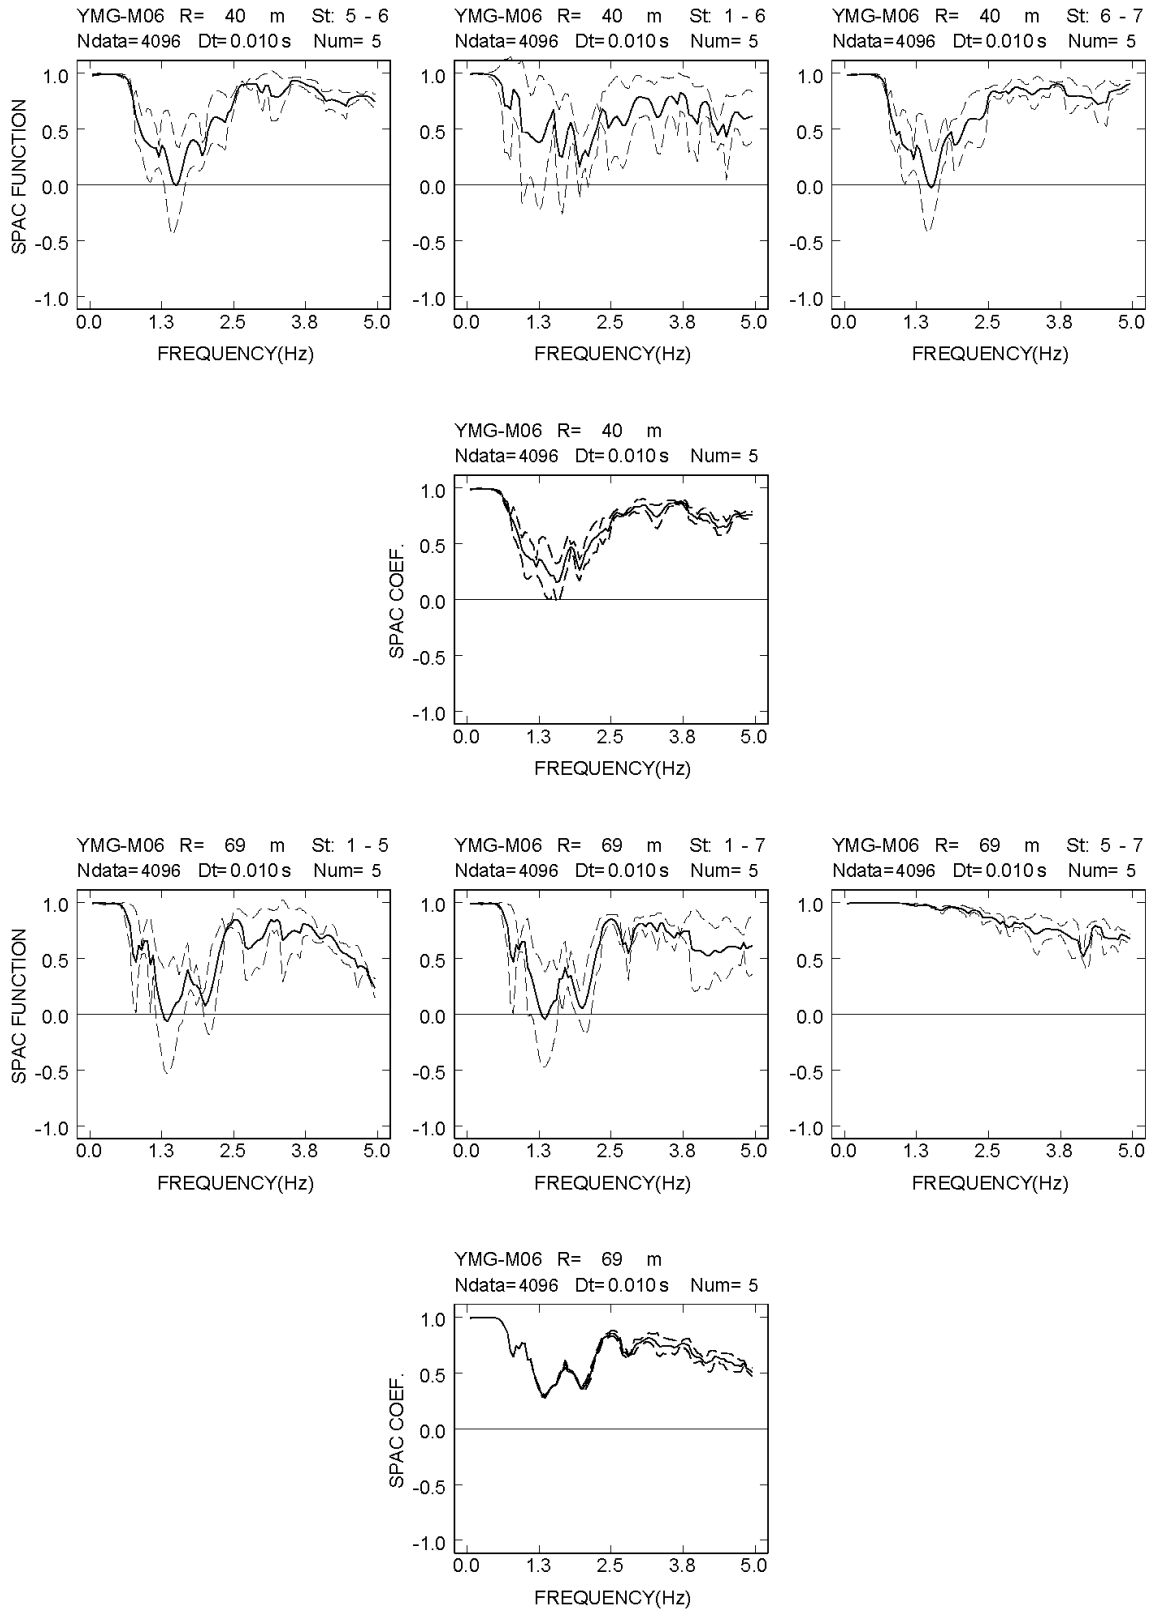 YMG-M06 R= 40 m St: 5 - 6
Ndata=4096 Dt=0.010 s Num= 5
YMG-M06 R= 40 m St: 1 - 6
Ndata=4096 Dt=0.010 s Num= 5
YMG-M06 R= 40 m St: 6 - 7
Ndata=4096 Dt=0.010 s Num= 5
SPAC FUNCTION
1.0
0.5
0.0
-0.5
-1.0
0.0 1.3 2.5 3.8 5.0
FREQUENCY(Hz)
1.0
0.5
0.0
-0.5
-1.0
0.0 1.3 2.5 3.8 5.0
FREQUENCY(Hz)
1.0
0.5
0.0
-0.5
-1.0
0.0 1.3 2.5 3.8 5.0
FREQUENCY(Hz)
YMG-M06 R= 40 m
Ndata=4096 Dt=0.010 s Num= 5
SPAC COEF.
1.0
0.5
0.0
-0.5
-1.0
0.0 1.3 2.5 3.8 5.0
FREQUENCY(Hz)
YMG-M06 R= 69 m St: 1 - 5
Ndata=4096 Dt=0.010 s Num= 5
YMG-M06 R= 69 m St: 1 - 7
Ndata=4096 Dt=0.010 s Num= 5
YMG-M06 R= 69 m St: 5 - 7
Ndata=4096 Dt=0.010 s Num= 5
SPAC FUNCTION
1.0
0.5
0.0
-0.5
-1.0
0.0 1.3 2.5 3.8 5.0
FREQUENCY(Hz)
1.0
0.5
0.0
-0.5
-1.0
0.0 1.3 2.5 3.8 5.0
FREQUENCY(Hz)
1.0
0.5
0.0
-0.5
-1.0
0.0 1.3 2.5 3.8 5.0
FREQUENCY(Hz)
YMG-M06 R= 69 m
Ndata=4096 Dt=0.010 s Num= 5
SPAC COEF.
1.0
0.5
0.0
-0.5
-1.0
0.0 1.3 2.5 3.8 5.0
FREQUENCY(Hz)